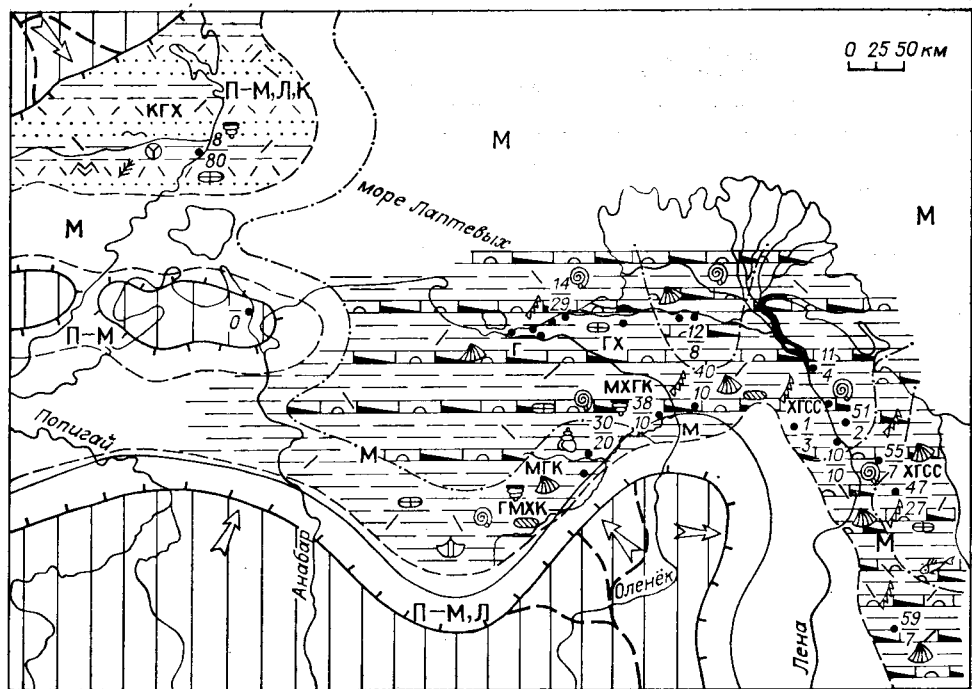 0 25 50 км
П–М, Л, К
КГХ
М
8
80
М
М
море Лаптевых
14
29
0
П–М
Г
ГХ
12
8
11
4
40
10
МХГК
38
10
ХГСС
51
2
1
3
30
20
М
М
10
10
55
7
ХГСС
МГК
47
27
Попигай
ГМХК
М
Анабар
Оленёк
П–М, Л
59
7
Лена